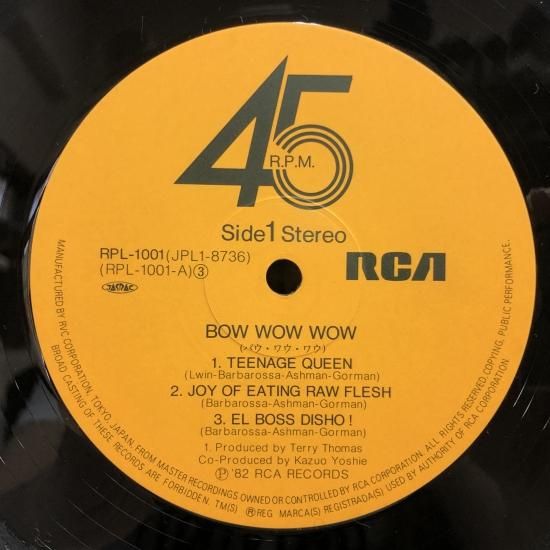 45
R.P.M.
Side1 Stereo
RPL-1001(JPL1-8736)
(RPL-1001-A)③
JASRAC
RCA
BOW WOW WOW
(バウ・ワウ・ワウ)
1. TEENAGE QUEEN
(Lwin-Barbarossa-Ashman-Gorman)
2. JOY OF EATING RAW FLESH
(Barbarossa-Ashman-Gorman)
3. EL BOSS DISHO!
(Barbarossa-Ashman-Gorman)
1. Produced by Terry Thomas
Co-Produced by Kazuo Yoshie
Ⓟ '82 RCA RECORDS
MANUFACTURED BY RVC CORPORATION, TOKYO, JAPAN, FROM MASTER RECORDINGS OWNED OR CONTROLLED BY RCA CORPORATION. ALL RIGHTS RESERVED, COPYING, PUBLIC PERFORMANCE,
BROAD CASTING OF THESE RECORDS ARE FORBIDDEN. TM(S) ® REG MARCA(S) REGISTRADA(S) USED BY AUTHORITY OF RCA CORPORATION.